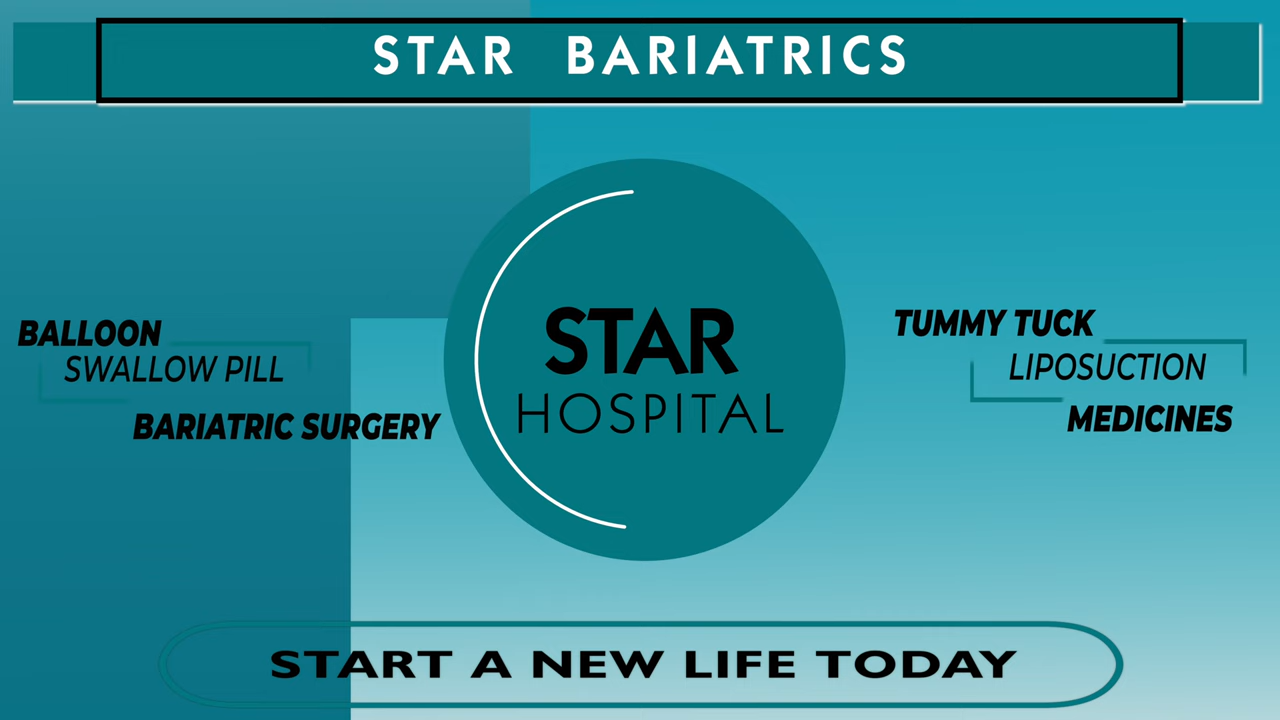 STAR BARIATRICS
BALLOON
SWALLOW PILL
BARIATRIC SURGERY
STAR
HOSPITAL
TUMMY TUCK
LIPOSUCTION
MEDICINES
START A NEW LIFE TODAY